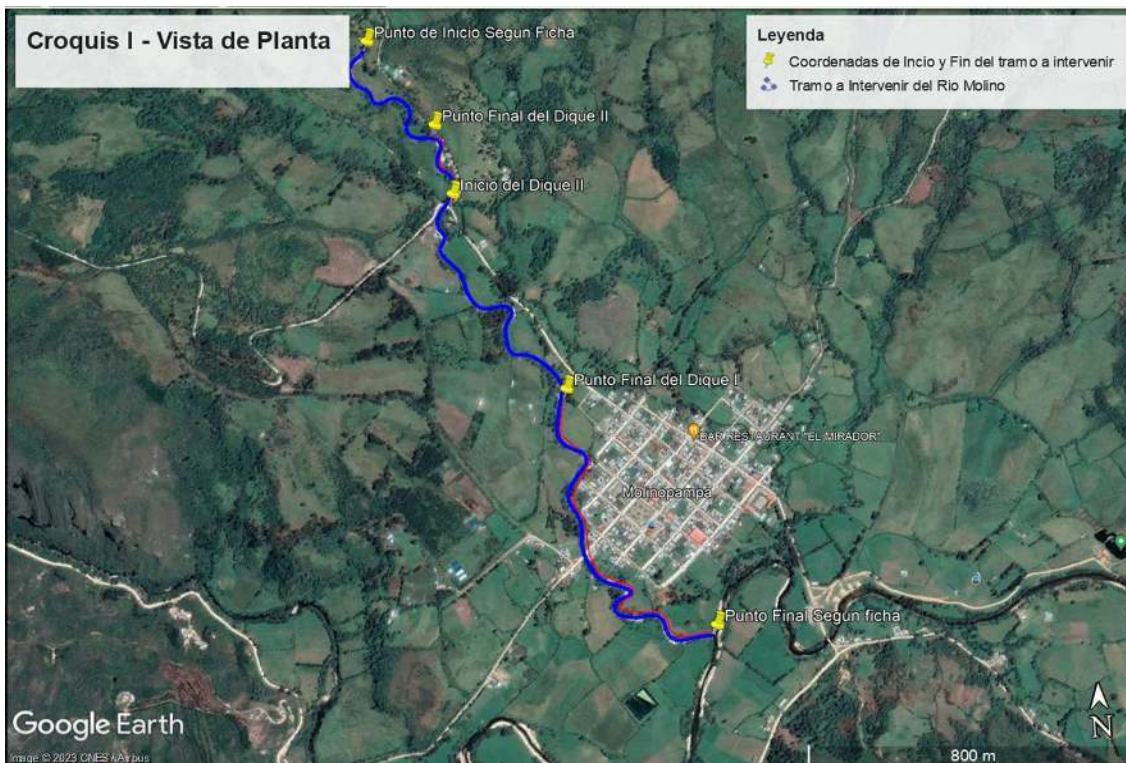 Croquis I - Vista de Planta
Punto de Inicio Segun Ficha
Leyenda
Coordenadas de Incio y Fin del tramo a intervenir
Tramo a Intervenir del Río Molino
Punto Final del Dique II
Inicio del Dique II
Punto Final del Dique I
BAR RESTAURANT "EL MIRADOR"
Molinopampa
Punto Final Segun ficha
Google Earth
Image © 2023 CNES / Airbus
N
800 m